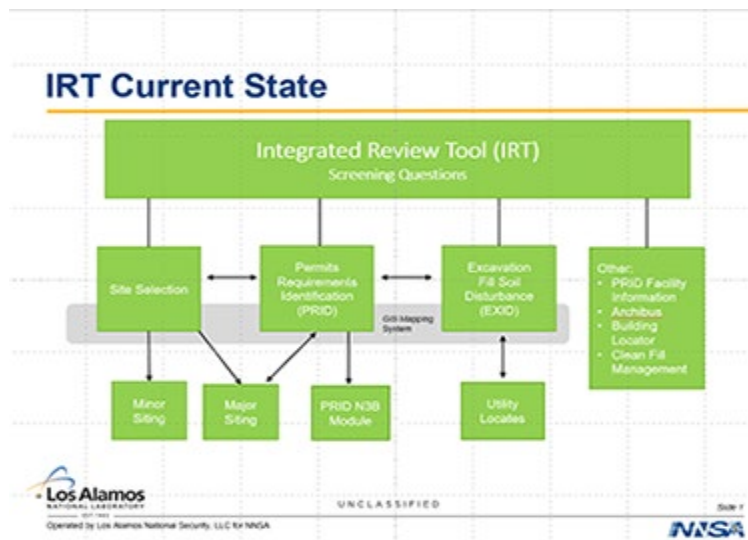 IRT Current State
Integrated Review Tool (IRT)
Screening Questions
Site Selection
Permits
Requirements
Identification
(PRID)
Excavation
Fill Soil
Disturbance
(EXID)
Other:
• PRID Facility
Information
• Archibus
• Building
Locator
• Clean Fill
Management
GIS Mapping
System
Minor
Siting
Major
Siting
PRID N3B
Module
Utility
Locates
Los Alamos
NATIONAL LABORATORY
UNCLASSIFIED
Slide 1
Operated by Los Alamos National Security, LLC for NNSA
NNSA